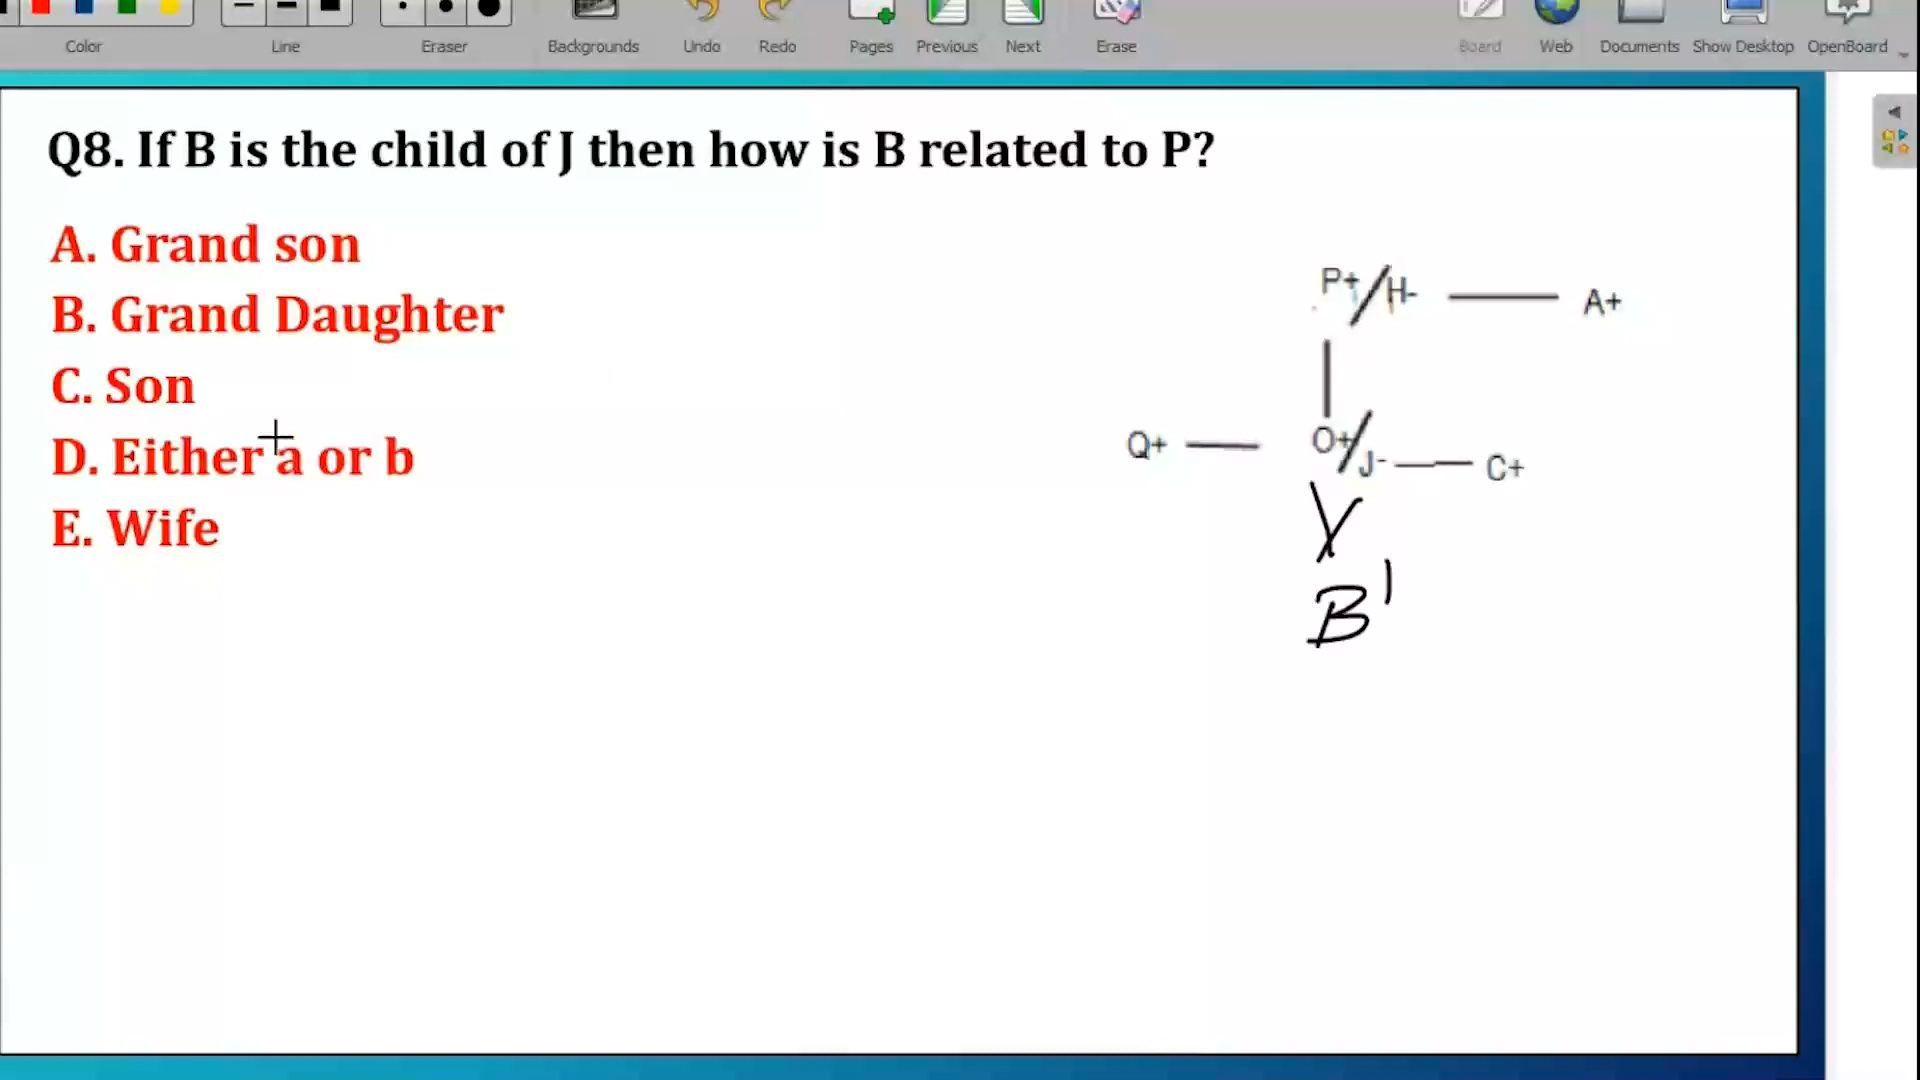 Color Line Eraser Backgrounds Undo Redo Pages Previous Next Erase Board Web Documents Show Desktop OpenBoard
Q8. If B is the child of J then how is B related to P?
A. Grand son
B. Grand Daughter
C. Son
D. Either a or b
E. Wife
P+/H- — A+
Q+ — O+/J- — C+
B